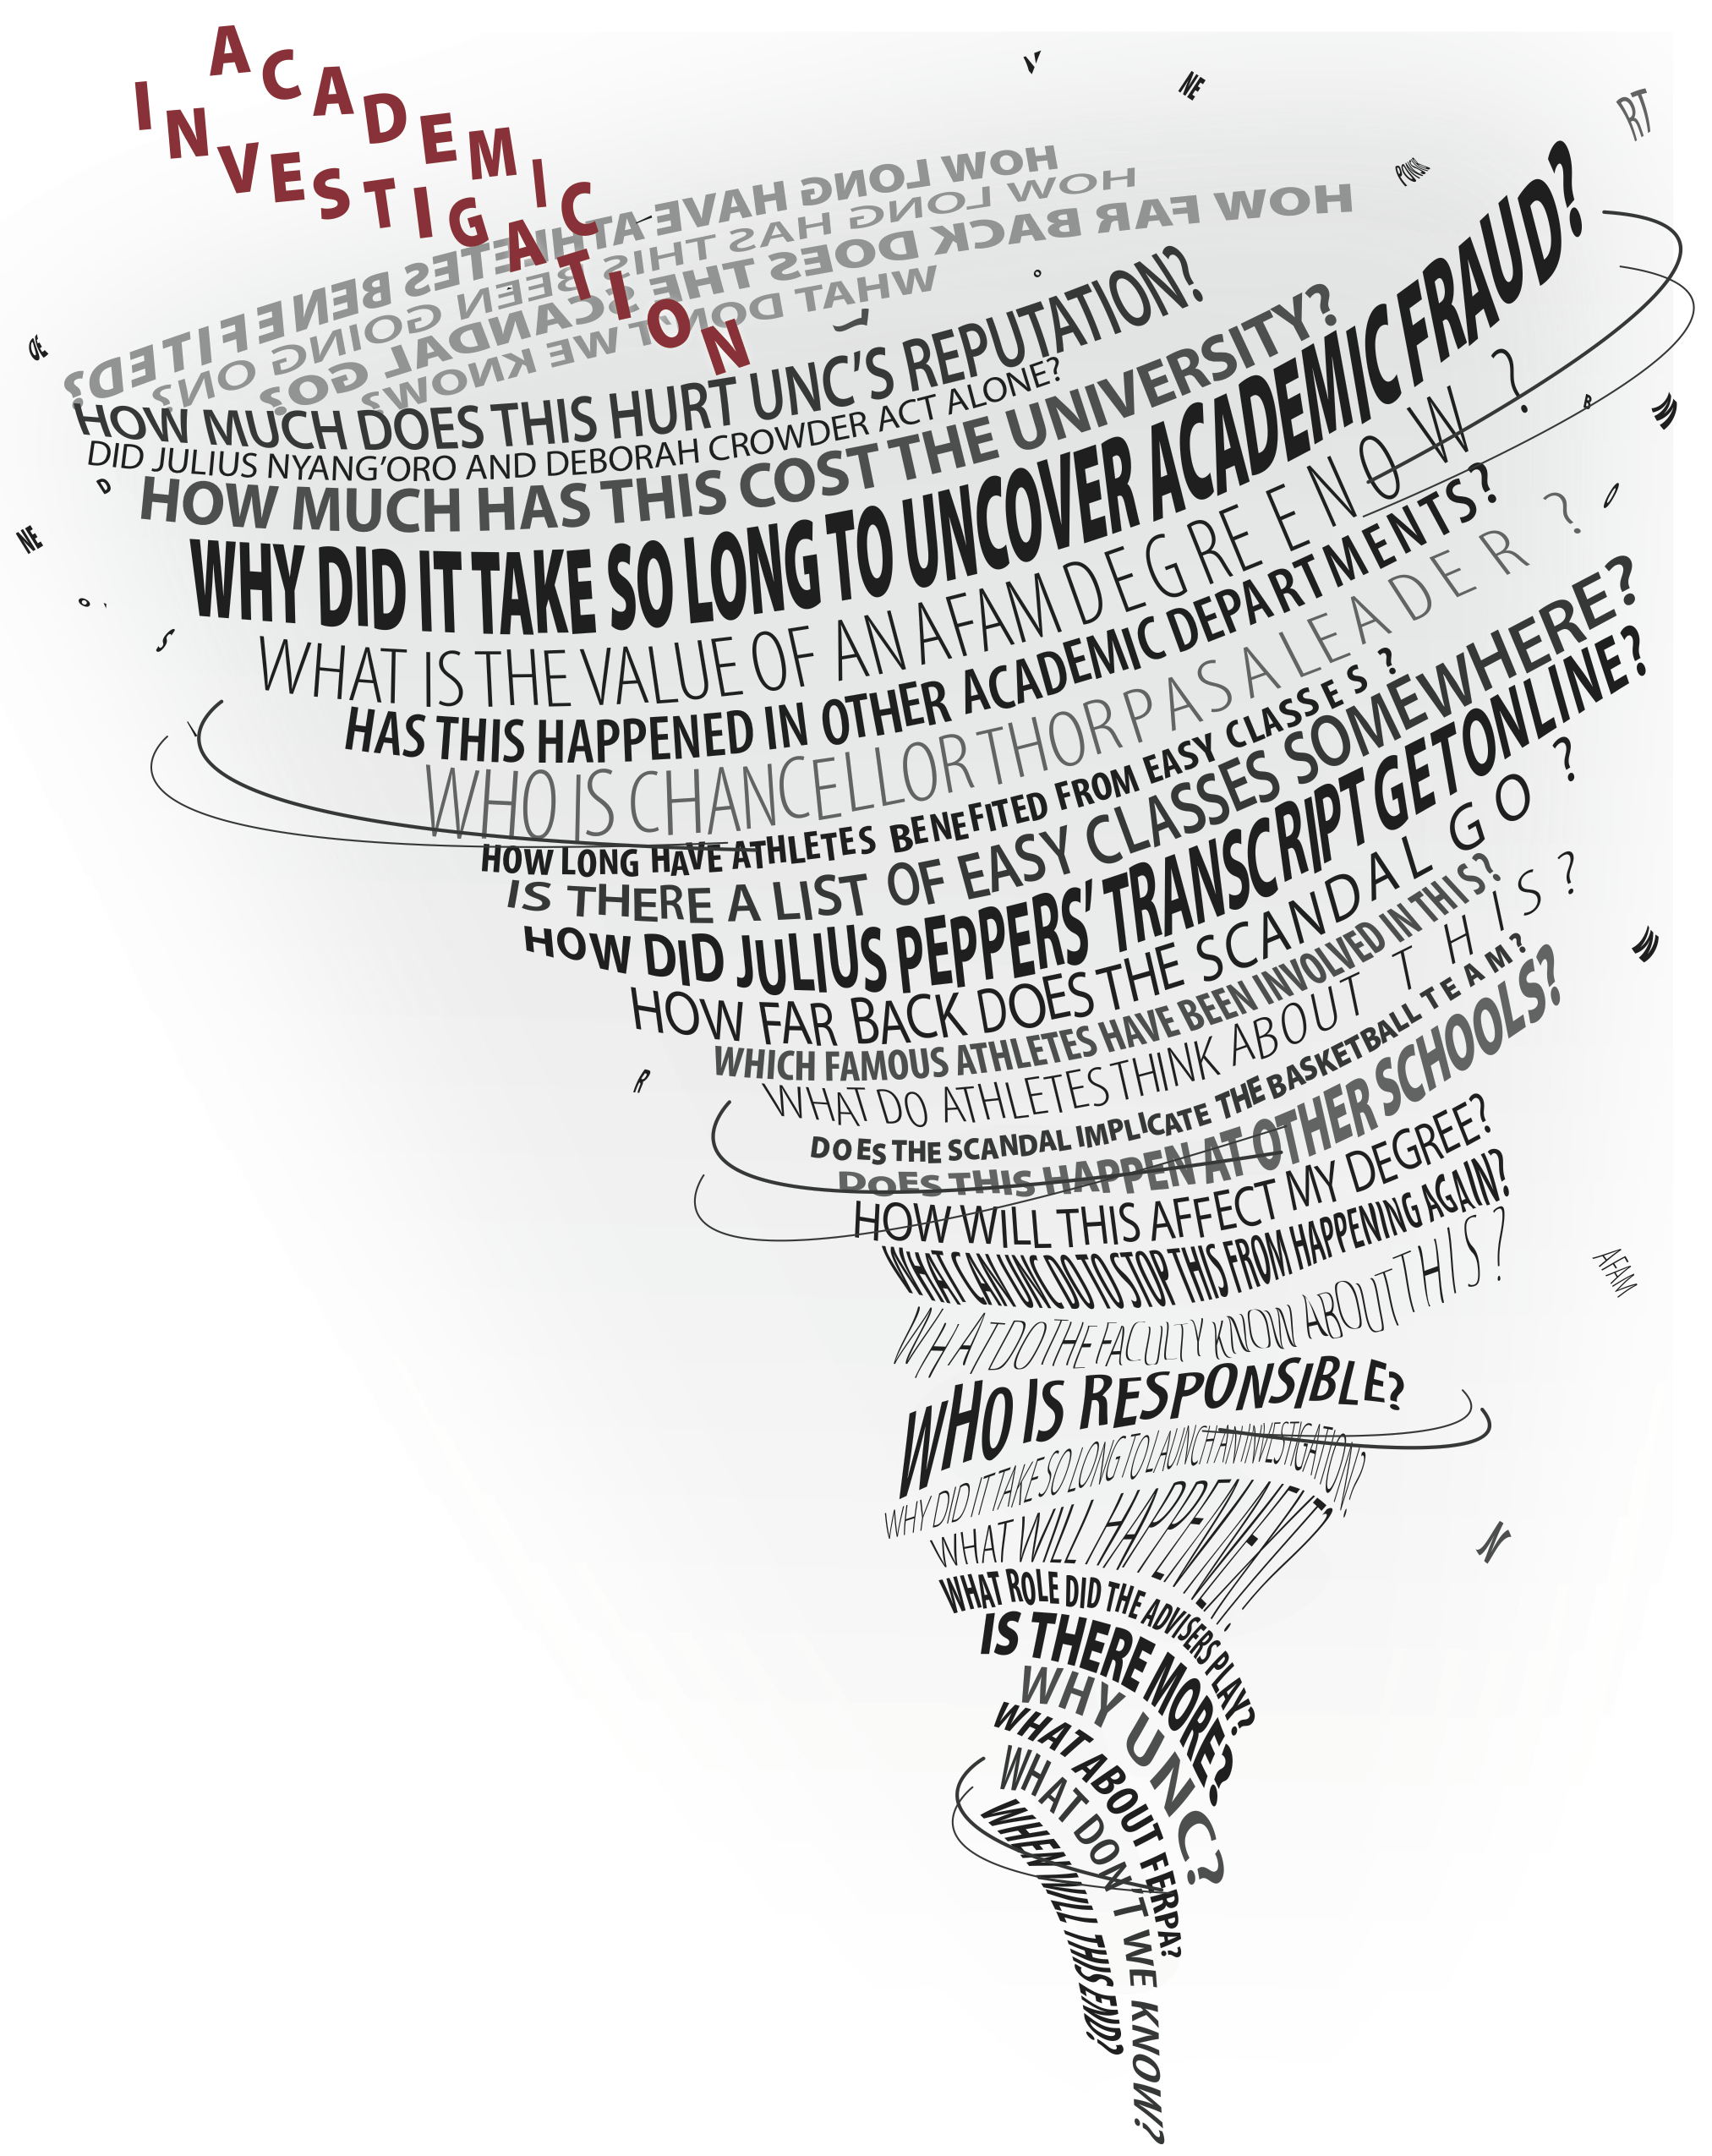 ACADEMIC
INVESTIGATION
HOW LONG HAVE ATHLETES BENEFITED?
HOW LONG HAS THIS BEEN GOING ON?
HOW FAR BACK DOES THE SCANDAL GO?
WHAT DON'T WE KNOW?
HOW MUCH DOES THIS HURT UNC'S REPUTATION?
DID JULIUS NYANG'ORO AND DEBORAH CROWDER ACT ALONE?
HOW MUCH HAS THIS COST THE UNIVERSITY?
WHY DID IT TAKE SO LONG TO UNCOVER ACADEMIC FRAUD?
WHAT IS THE VALUE OF AN AFAM DEGREE NOW?
HAS THIS HAPPENED IN OTHER ACADEMIC DEPARTMENTS?
WHO IS CHANCELLOR THORP AS A LEADER?
HOW LONG HAVE ATHLETES BENEFITED FROM EASY CLASSES?
IS THERE A LIST OF EASY CLASSES SOMEWHERE?
HOW DID JULIUS PEPPERS' TRANSCRIPT GET ONLINE?
HOW FAR BACK DOES THE SCANDAL GO?
WHICH FAMOUS ATHLETES HAVE BEEN INVOLVED IN THIS?
WHAT DO ATHLETES THINK ABOUT THIS?
DOES THE SCANDAL IMPLICATE THE BASKETBALL TEAM?
DOES THIS HAPPEN AT OTHER SCHOOLS?
HOW WILL THIS AFFECT MY DEGREE?
WHAT CAN UNC DO TO STOP THIS FROM HAPPENING AGAIN?
WHAT DO THE FACULTY KNOW ABOUT THIS?
WHO IS RESPONSIBLE?
WHY DID IT TAKE SO LONG TO LAUNCH AN INVESTIGATION?
WHAT WILL HAPPEN NEXT?
WHAT ROLE DID THE ADVISERS PLAY?
IS THERE MORE?
WHY UNC?
WHAT ABOUT FERPA?
WHAT DON'T WE KNOW?
WHEN WILL THIS END?
NE
RT
OE
D
NE
O
S
B
O
R
AFAM
N